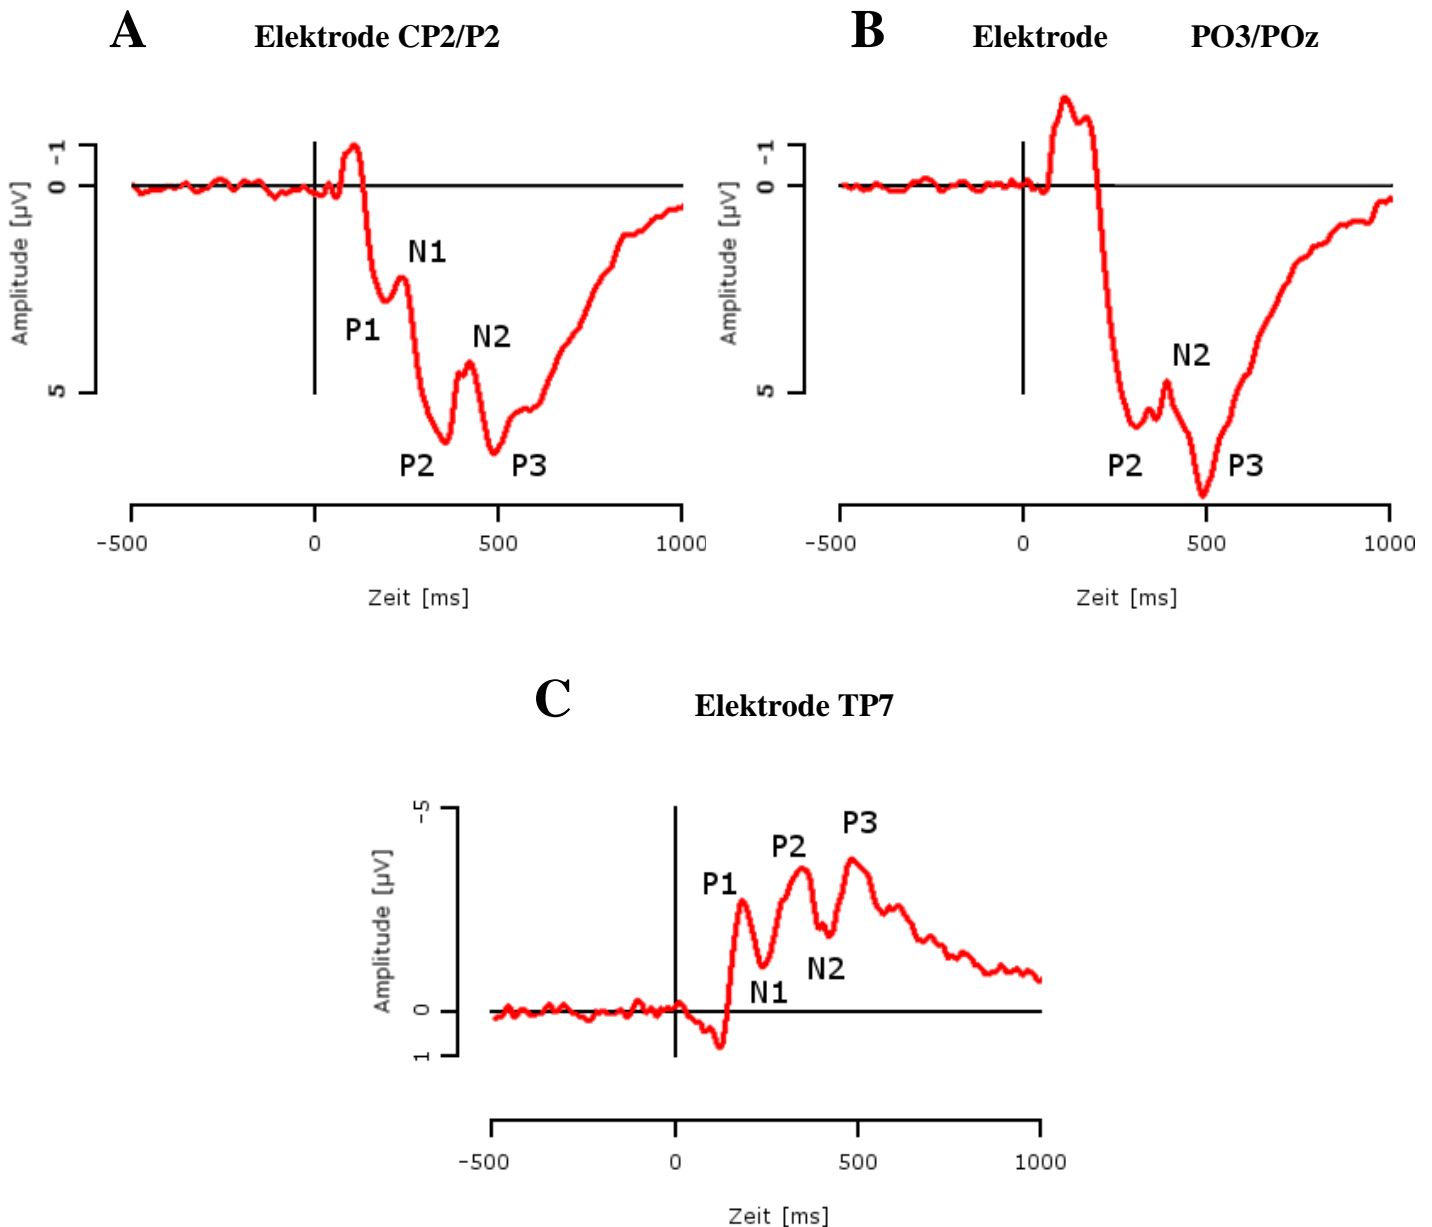 A Elektrode CP2/P2
-1
0
5
Amplitude [µV]
N1
P1
N2
P2
P3
-500 0 500 1000
Zeit [ms]
B Elektrode PO3/POz
-1
0
5
Amplitude [µV]
N2
P2
P3
-500 0 500 1000
Zeit [ms]
C Elektrode TP7
-5
0
1
Amplitude [µV]
P3
P2
P1
N2
N1
-500 0 500 1000
Zeit [ms]